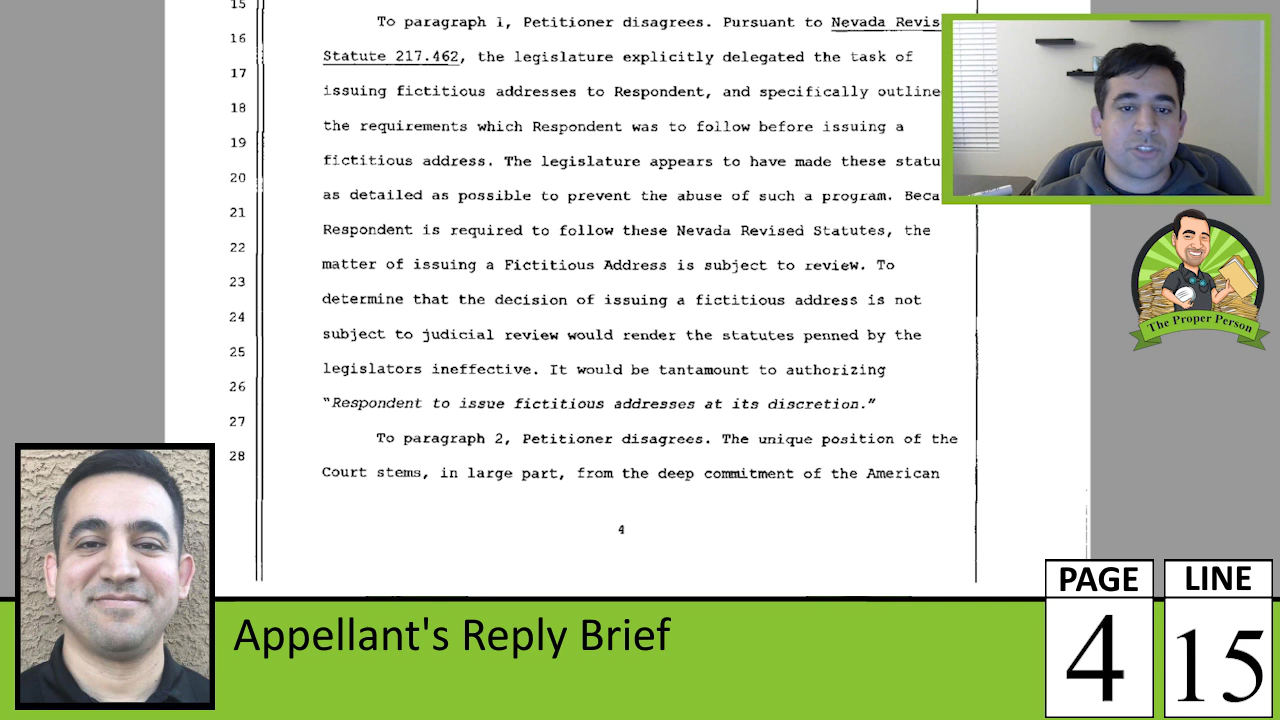 15
To paragraph 1, Petitioner disagrees. Pursuant to Nevada Revis
16
Statute 217.462, the legislature explicitly delegated the task of
17
issuing fictitious addresses to Respondent, and specifically outline
18
the requirements which Respondent was to follow before issuing a
19
fictitious address. The legislature appears to have made these statu
20
as detailed as possible to prevent the abuse of such a program. Beca
21
Respondent is required to follow these Nevada Revised Statutes, the
22
matter of issuing a Fictitious Address is subject to review. To
23
determine that the decision of issuing a fictitious address is not
24
subject to judicial review would render the statutes penned by the
25
legislators ineffective. It would be tantamount to authorizing
26
"Respondent to issue fictitious addresses at its discretion."
27
To paragraph 2, Petitioner disagrees. The unique position of the
28
Court stems, in large part, from the deep commitment of the American
4
The Proper Person
Appellant's Reply Brief
PAGE
4
LINE
15